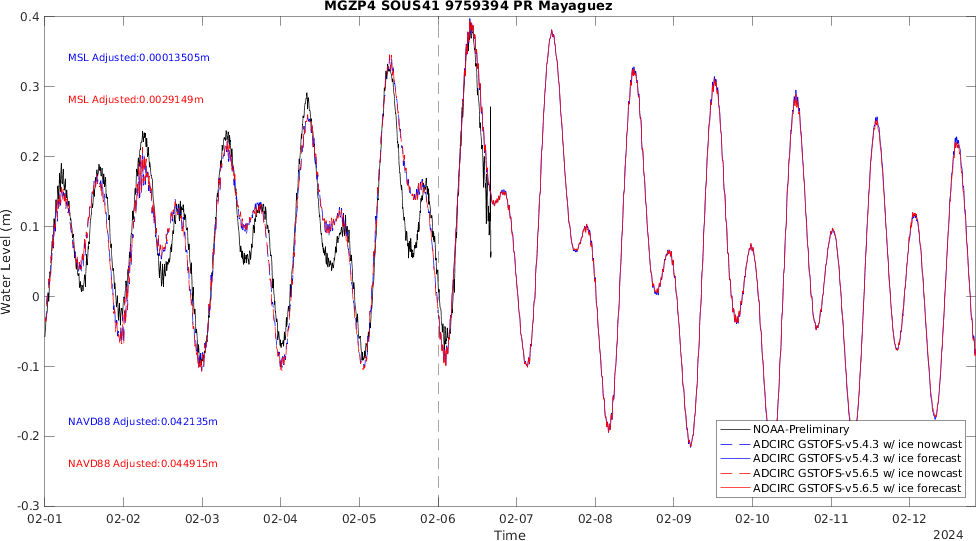 MGZP4 SOUS41 9759394 PR Mayaguez
0.4
0.3
0.2
0.1
0
-0.1
-0.2
-0.3
Water Level (m)
MSL Adjusted:0.00013505m
MSL Adjusted:0.0029149m
NAVD88 Adjusted:0.042135m
NAVD88 Adjusted:0.044915m
NOAA-Preliminary
ADCIRC GSTOFS-v5.4.3 w/ ice nowcast
ADCIRC GSTOFS-v5.4.3 w/ ice forecast
ADCIRC GSTOFS-v5.6.5 w/ ice nowcast
ADCIRC GSTOFS-v5.6.5 w/ ice forecast
02-01 02-02 02-03 02-04 02-05 02-06 02-07 02-08 02-09 02-10 02-11 02-12
Time
2024